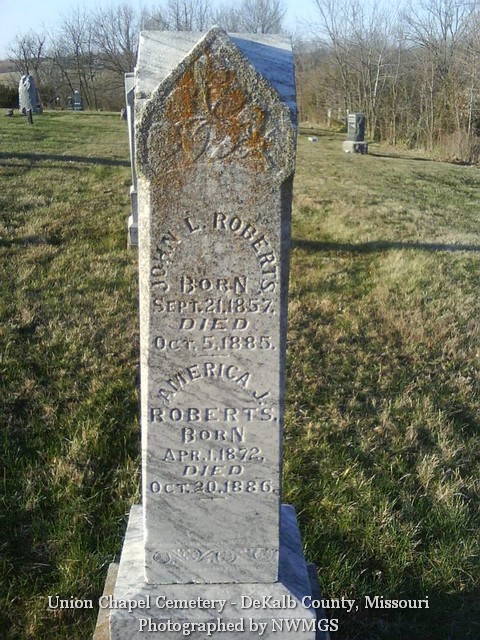 JOHN L. ROBERTS.
BORN
SEPT. 21, 1857.
DIED
OCT. 5, 1885.
AMERICA J.
ROBERTS.
BORN
APR. 1, 1872,
DIED
OCT. 20, 1886.
Union Chapel Cemetery - DeKalb County, Missouri
Photographed by NWMGS